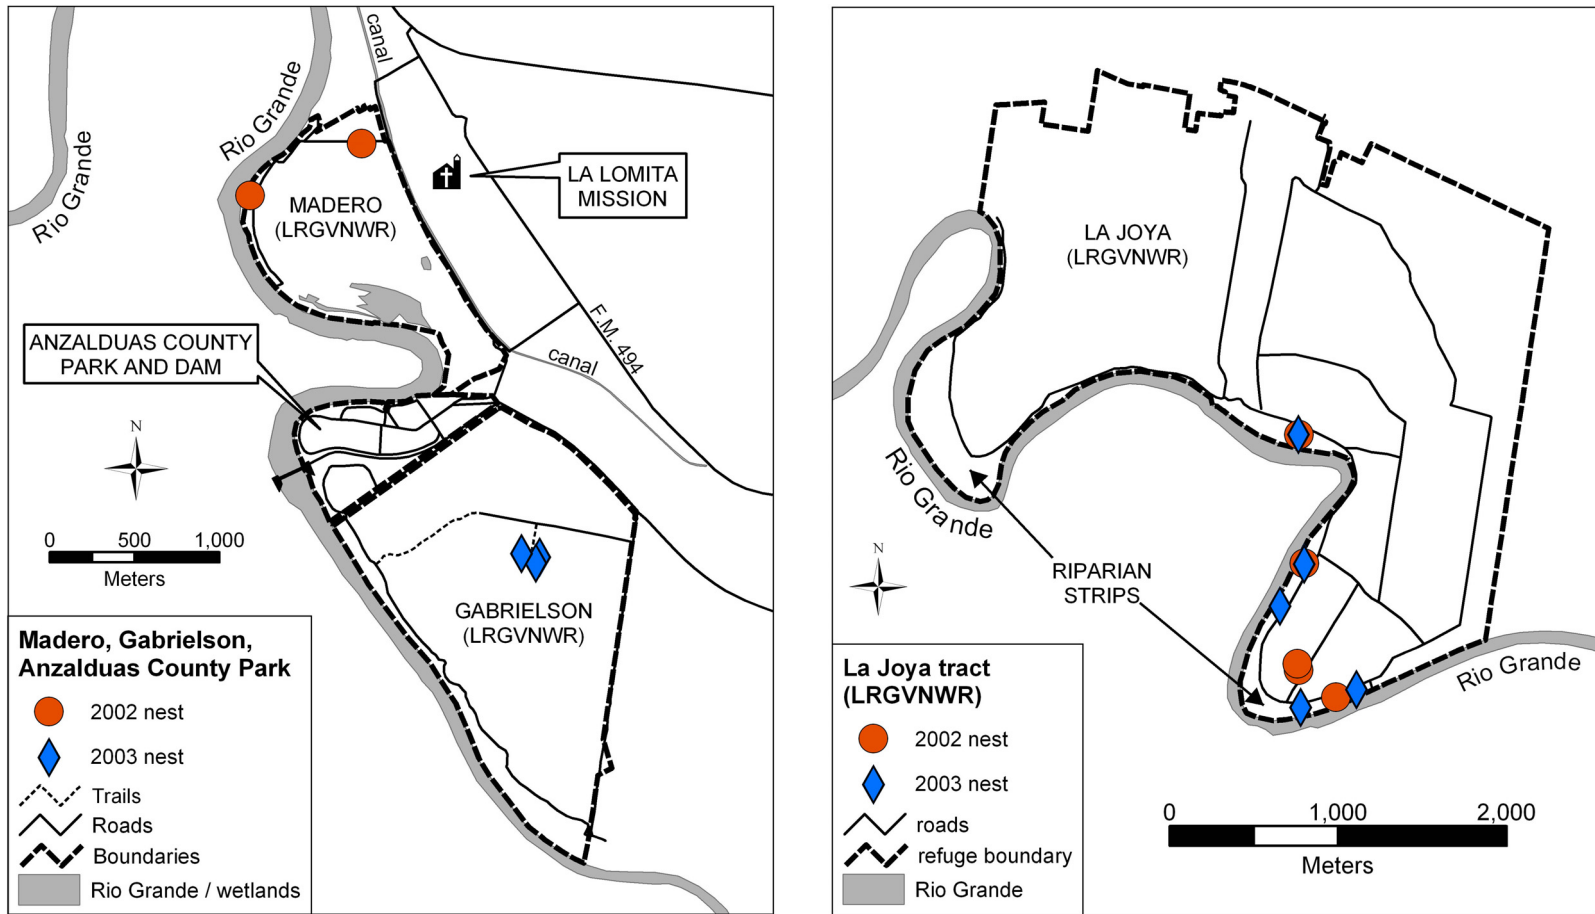 canal
Rio Grande
Rio Grande
LA LOMITA
MISSION
MADERO
(LRGVNWR)
F.M. 494
ANZALDUAS COUNTY
PARK AND DAM
canal
N
0 500 1,000
Meters
GABRIELSON
(LRGVNWR)
Madero, Gabrielson,
Anzalduas County Park
2002 nest
2003 nest
Trails
Roads
Boundaries
Rio Grande / wetlands
LA JOYA
(LRGVNWR)
Rio Grande
N
RIPARIAN
STRIPS
Rio Grande
La Joya tract
(LRGVNWR)
2002 nest
2003 nest
roads
refuge boundary
Rio Grande
0 1,000 2,000
Meters